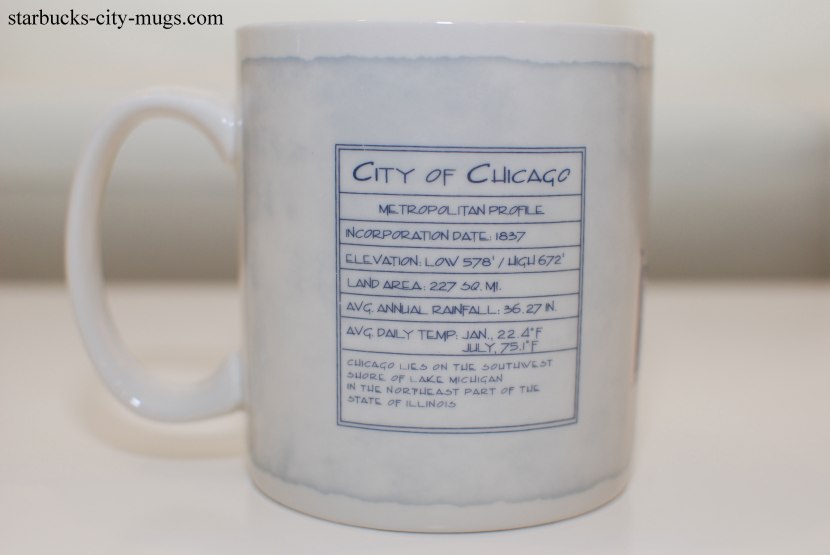 starbucks-city-mugs.com
CITY OF CHICAGO
METROPOLITAN PROFILE
INCORPORATION DATE: 1837
ELEVATION: LOW 578' / HIGH 672'
LAND AREA: 227 SQ. MI.
AVG. ANNUAL RAINFALL: 36.27 IN.
AVG. DAILY TEMP: JAN., 22.4°F
JULY, 75.1°F
CHICAGO LIES ON THE SOUTHWEST
SHORE OF LAKE MICHIGAN
IN THE NORTHEAST PART OF THE
STATE OF ILLINOIS